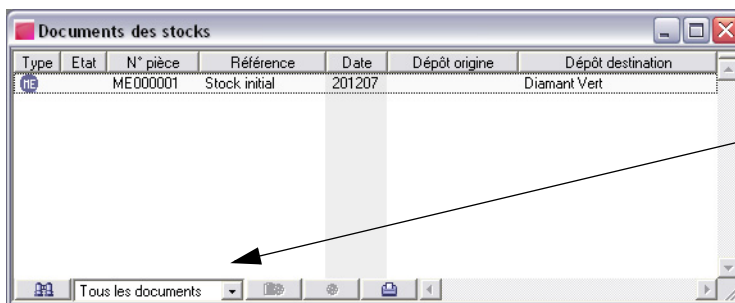 Documents des stocks
Type Etat N° pièce Référence Date Dépôt origine Dépôt destination
ME ME000001 Stock initial 201207 Diamant Vert
Tous les documents